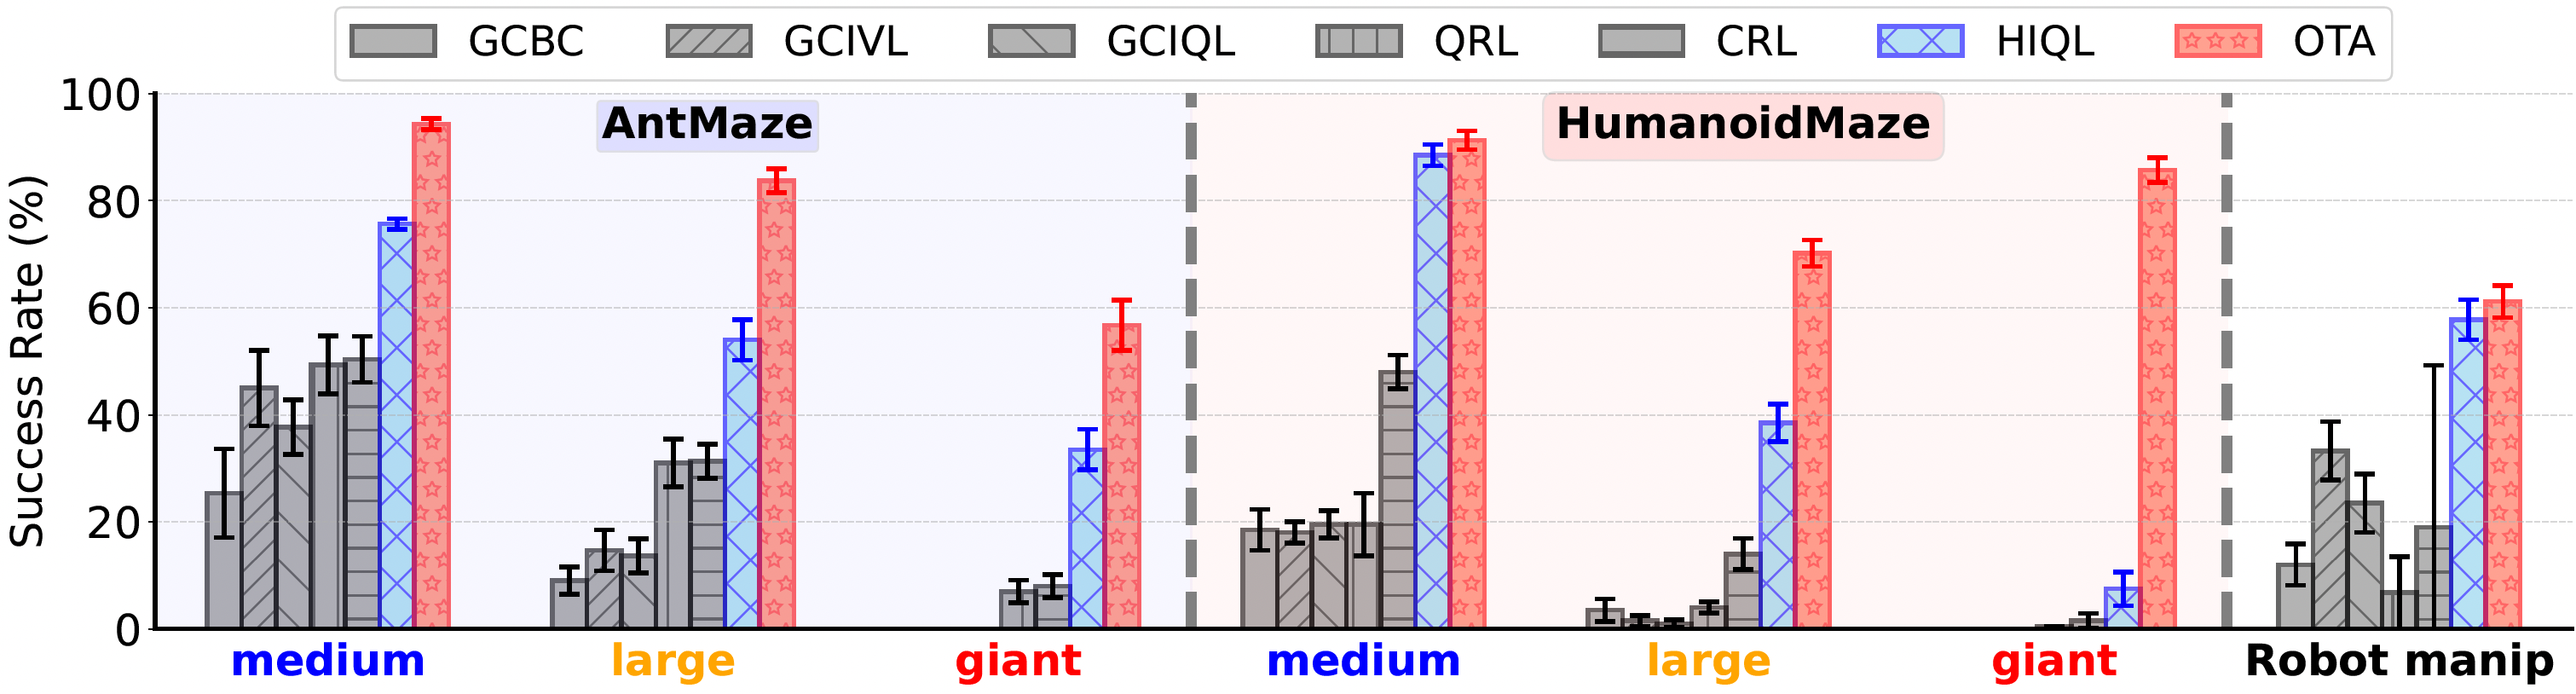 GCBC GCIVL GCIQL QRL CRL HIQL OTA
Success Rate (%)
100
80
60
40
20
0
AntMaze
HumanoidMaze
medium large giant medium large giant Robot manip